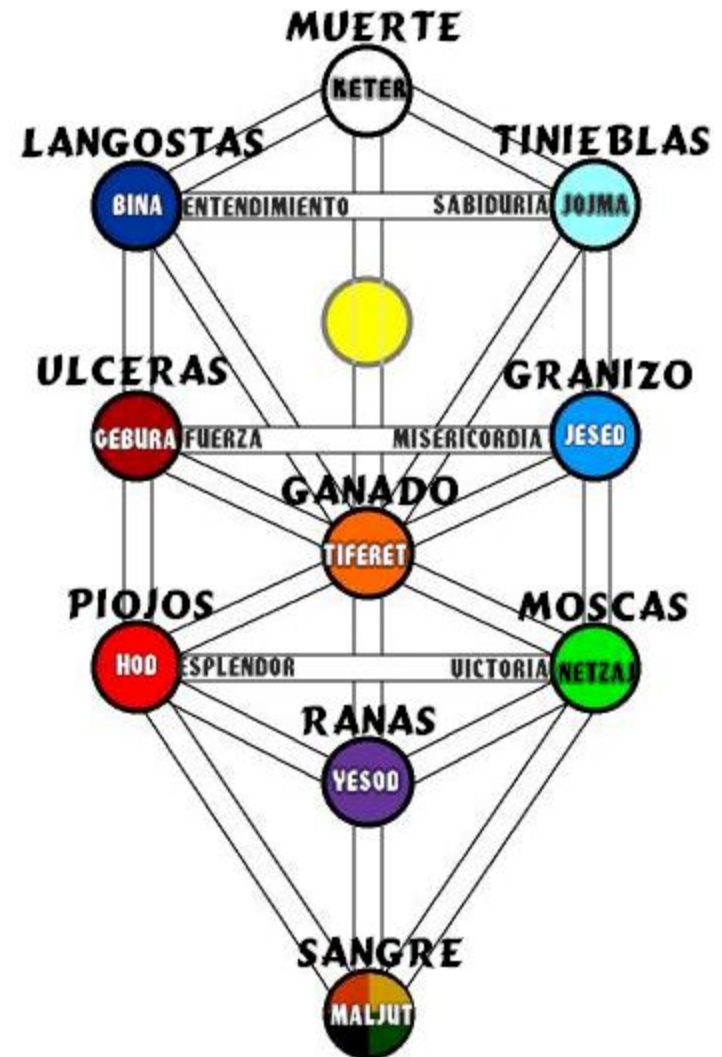 MUERTE
KETER
LANGOSTAS
TINIEBLAS
BINA ENTENDIMIENTO SABIDURIA JOJMA
ULCERAS
GRANIZO
GEBURA FUERZA MISERICORDIA JESED
GANADO
TIFERET
PIOJOS
MOSCAS
HOD ESPLENDOR VICTORIA NETZAJ
RANAS
YESOD
SANGRE
MALJUT